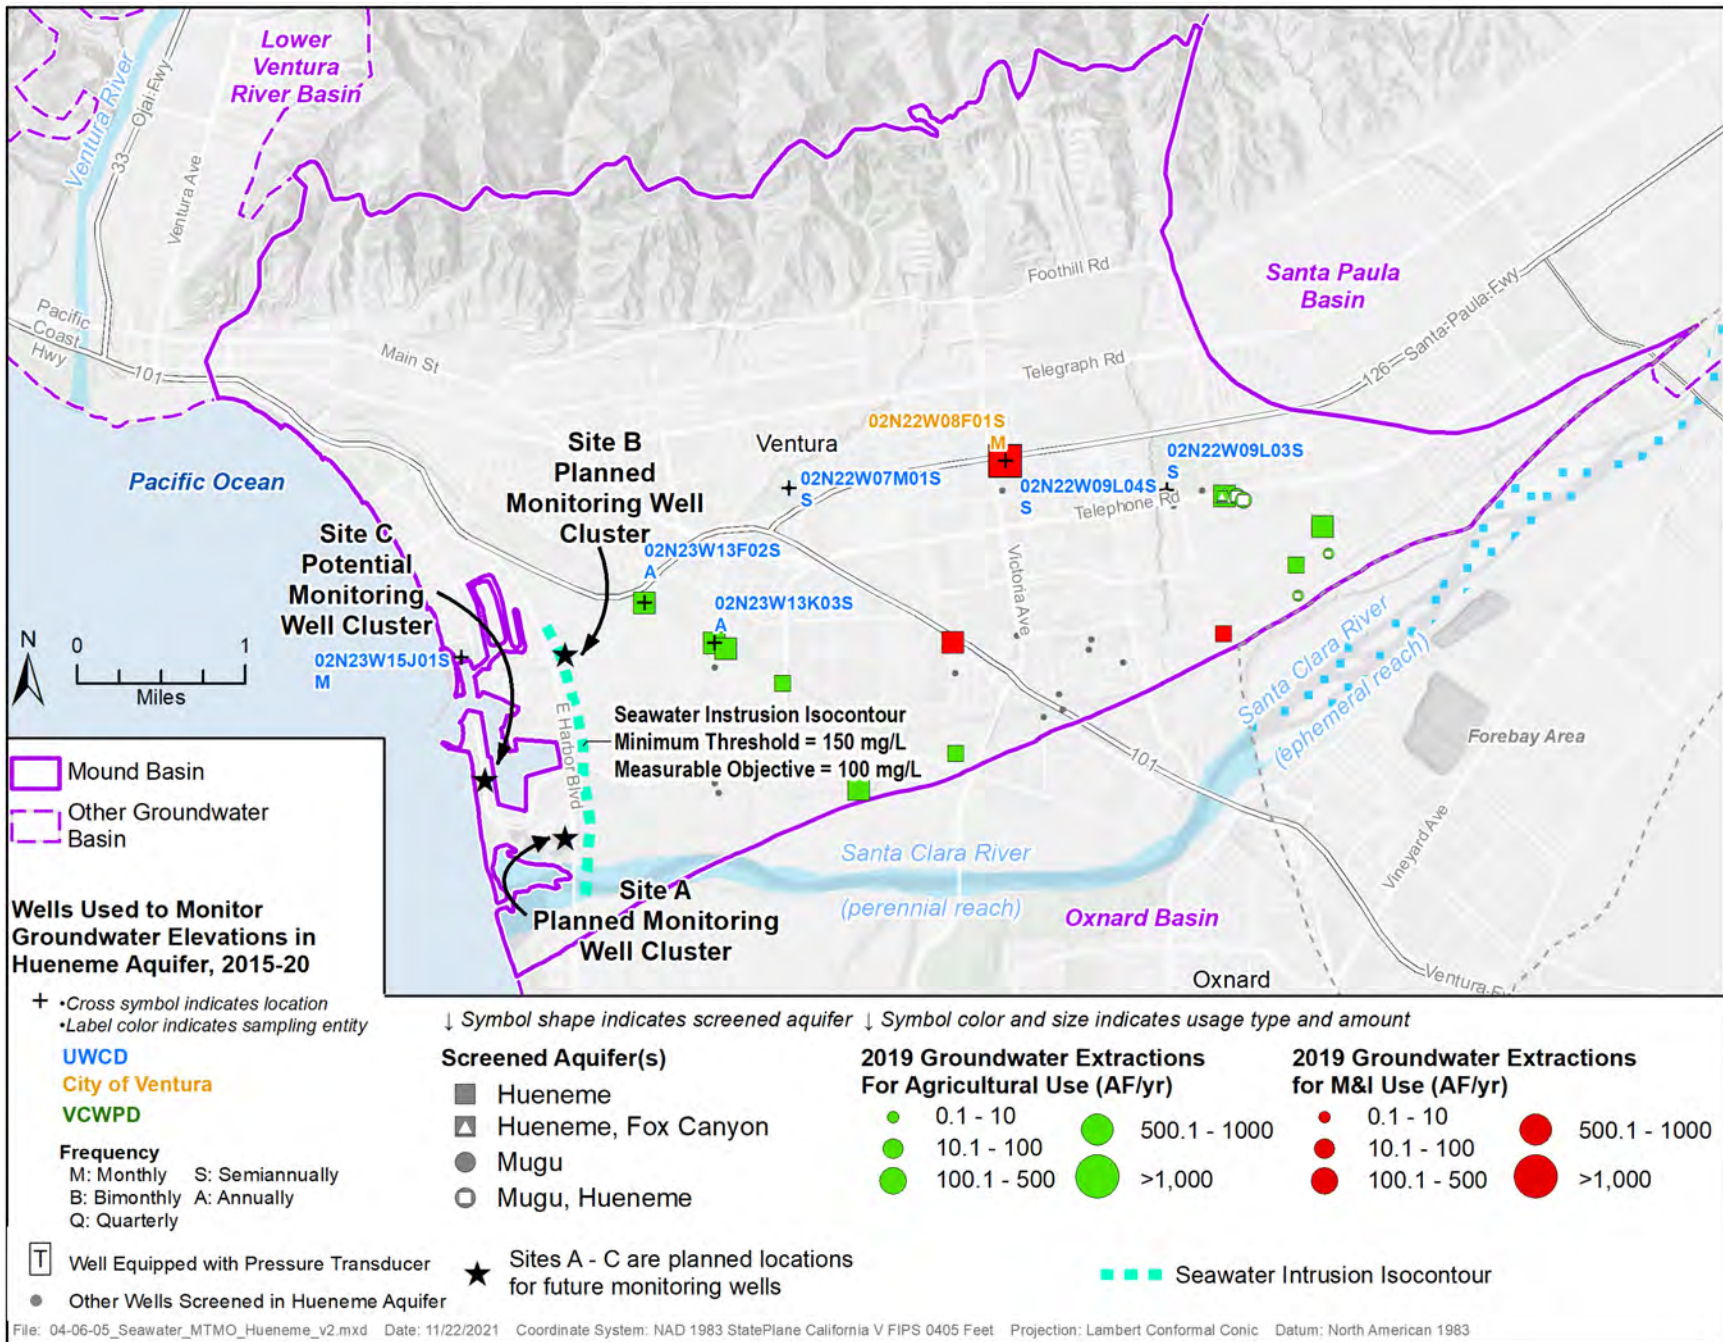 Lower
Ventura
River Basin
Ventura River
33
Ojai Fwy
Ventura Ave
Pacific
Coast
Hwy
101
Main St
Foothill Rd
Telegraph Rd
Santa Paula
Basin
126
Santa-Paula-Fwy
Pacific Ocean
Site B
Planned
Monitoring Well
Cluster
Ventura
02N22W08F01S
M
02N22W07M01S
S
02N22W09L03S
S
02N22W09L04S
S
Telephone Rd
Victoria Ave
Site C
Potential
Monitoring
Well Cluster
02N23W13F02S
A
02N23W13K03S
A
02N23W15J01S
M
N
0 1
Miles
E Harbor Blvd
Seawater Instrusion Isocontour
Minimum Threshold = 150 mg/L
Measurable Objective = 100 mg/L
101
Santa Clara River
(ephemeral reach)
Forebay Area
Vineyard Ave
Santa Clara River
(perennial reach)
Oxnard Basin
Oxnard
Site A
Planned Monitoring
Well Cluster
Mound Basin
Other Groundwater
Basin
Wells Used to Monitor
Groundwater Elevations in
Hueneme Aquifer, 2015-20
•Cross symbol indicates location
•Label color indicates sampling entity
UWCD
City of Ventura
VCWPD
Frequency
M: Monthly S: Semiannually
B: Bimonthly A: Annually
Q: Quarterly
T Well Equipped with Pressure Transducer
Other Wells Screened in Hueneme Aquifer
↓ Symbol shape indicates screened aquifer
Screened Aquifer(s)
Hueneme
Hueneme, Fox Canyon
Mugu
Mugu, Hueneme
Sites A - C are planned locations
for future monitoring wells
↓ Symbol color and size indicates usage type and amount
2019 Groundwater Extractions
For Agricultural Use (AF/yr)
0.1 - 10
10.1 - 100
100.1 - 500
500.1 - 1000
>1,000
2019 Groundwater Extractions
for M&I Use (AF/yr)
0.1 - 10
10.1 - 100
100.1 - 500
500.1 - 1000
>1,000
Seawater Intrusion Isocontour
File: 04-06-05_Seawater_MTMO_Hueneme_v2.mxd Date: 11/22/2021 Coordinate System: NAD 1983 StatePlane California V FIPS 0405 Feet Projection: Lambert Conformal Conic Datum: North American 1983